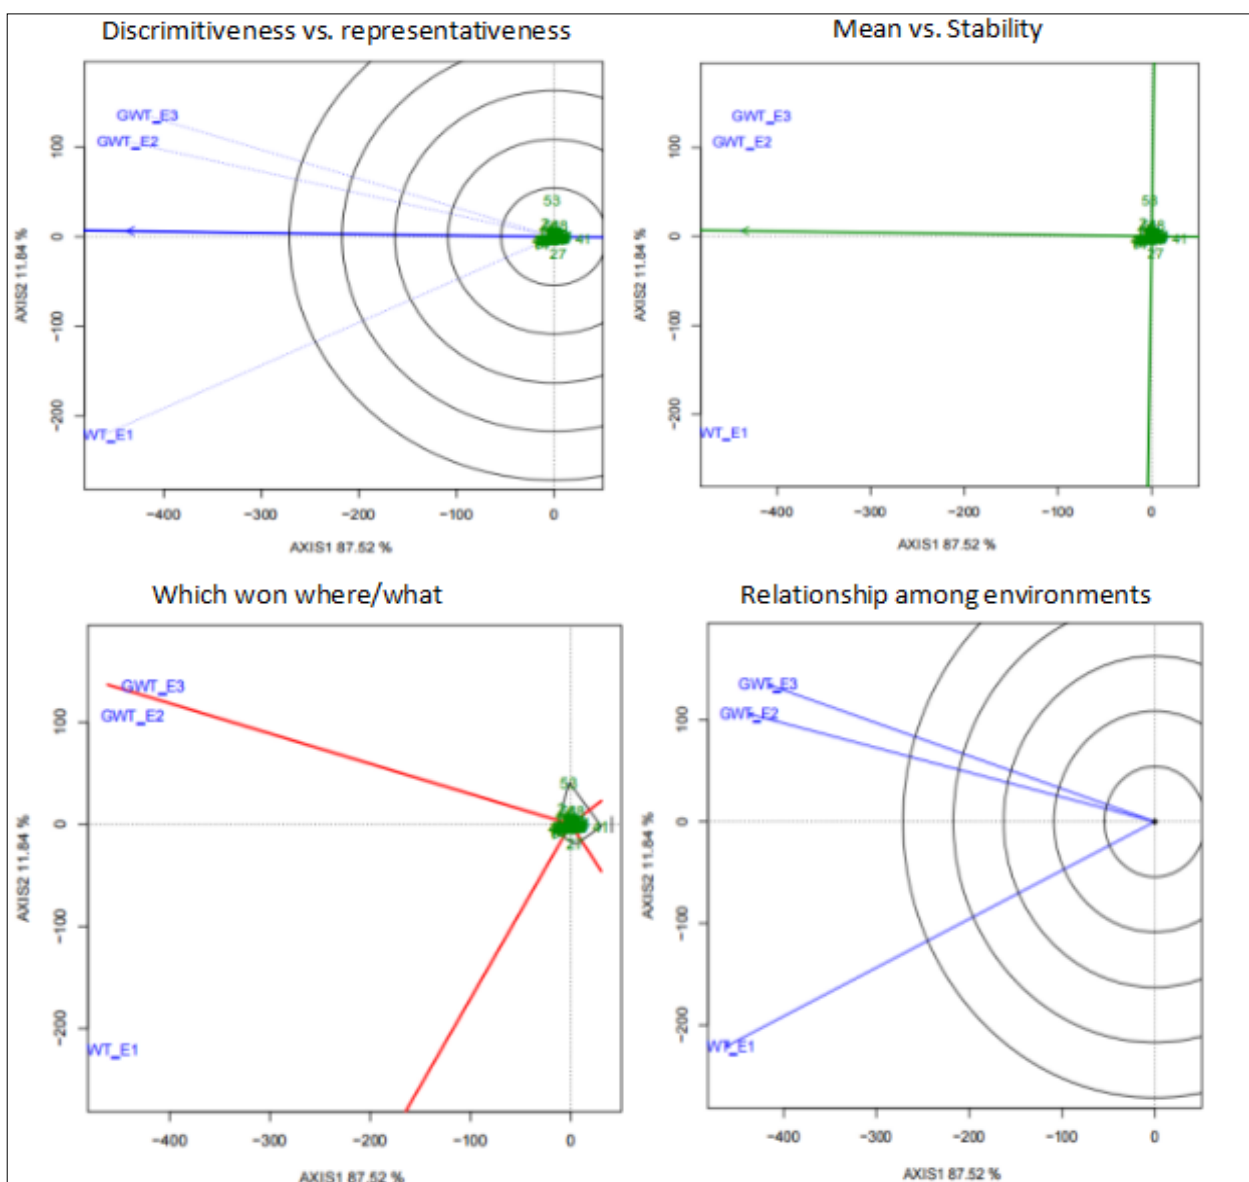 Discrimitiveness vs. representativeness
GWT_E3
GWT_E2
WT_E1
53
41
27
100
0
−100
−200
AXIS2 11.84 %
−400
−300
−200
−100
0
AXIS1 87.52 %
Mean vs. Stability
GWT_E3
GWT_E2
WT_E1
53
41
27
100
0
−100
−200
AXIS2 11.84 %
−400
−300
−200
−100
0
AXIS1 87.52 %
Which won where/what
GWT_E3
GWT_E2
WT_E1
53
41
27
100
0
−100
−200
AXIS2 11.84 %
−400
−300
−200
−100
0
AXIS1 87.52 %
Relationship among environments
GWT_E3
GWT_E2
WT_E1
100
0
−100
−200
AXIS2 11.84 %
−400
−300
−200
−100
0
AXIS1 87.52 %